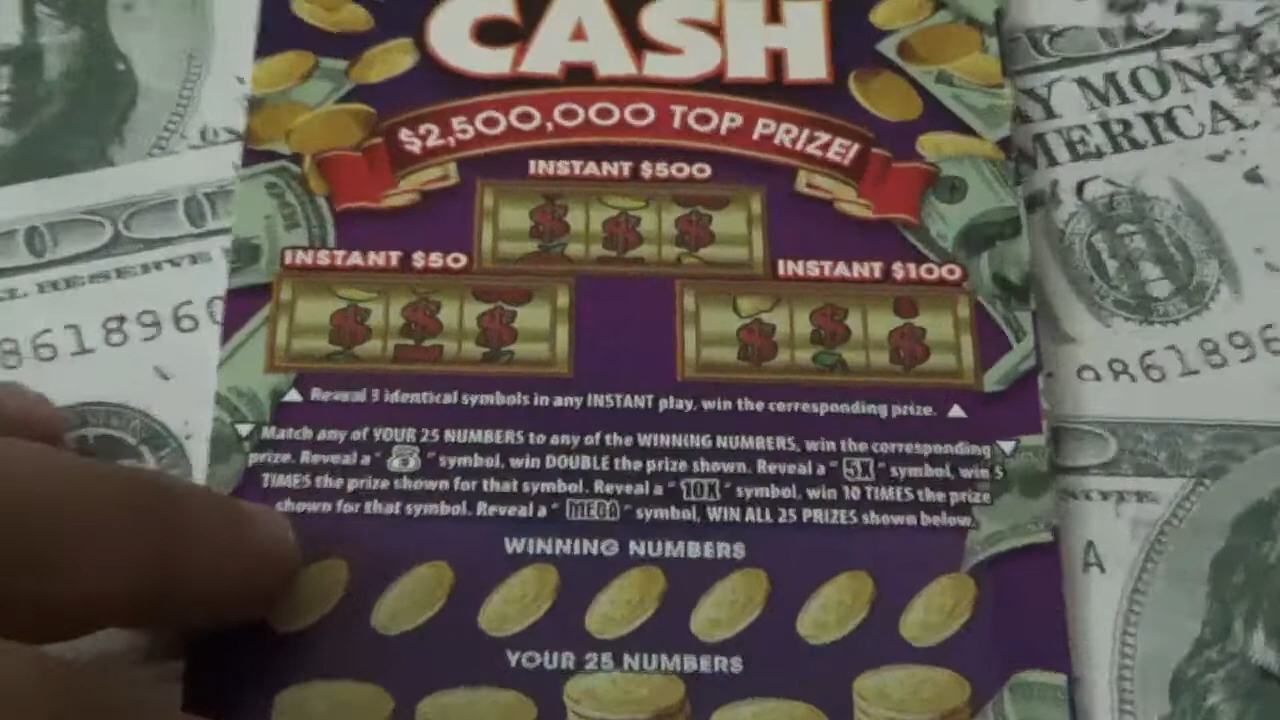 CASH
$2,500,000 TOP PRIZE!
INSTANT $500
INSTANT $50
INSTANT $100
Reveal 3 identical symbols in any INSTANT play, win the corresponding prize.
Match any of YOUR 25 NUMBERS to any of the WINNING NUMBERS, win the corresponding
prize. Reveal a " " symbol, win DOUBLE the prize shown. Reveal a "5X" symbol, win 5
TIMES the prize shown for that symbol. Reveal a "10X" symbol, win 10 TIMES the prize
shown for that symbol. Reveal a "MEGA" symbol, WIN ALL 25 PRIZES shown below.
WINNING NUMBERS
YOUR 25 NUMBERS
L RESERVE
8618960
Y MONEY
MERICA
9861896
NOTE
A